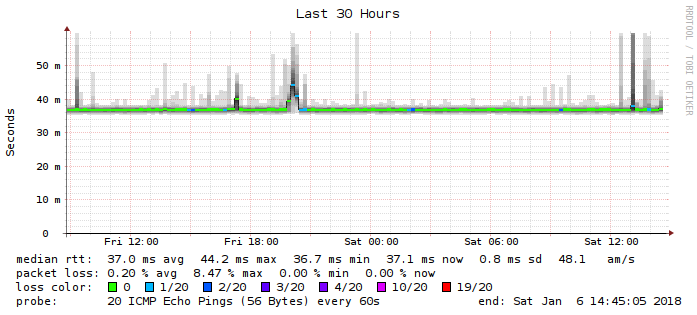 Last 30 Hours
RRDTOOL / TOBI OETIKER
Seconds
50 m
40 m
30 m
20 m
10 m
0
Fri 12:00 Fri 18:00 Sat 00:00 Sat 06:00 Sat 12:00
median rtt: 37.0 ms avg 44.2 ms max 36.7 ms min 37.1 ms now 0.8 ms sd 48.1 am/s
packet loss: 0.20 % avg 8.47 % max 0.00 % min 0.00 % now
loss color: 0 1/20 2/20 3/20 4/20 10/20 19/20
probe: 20 ICMP Echo Pings (56 Bytes) every 60s end: Sat Jan 6 14:45:05 2018